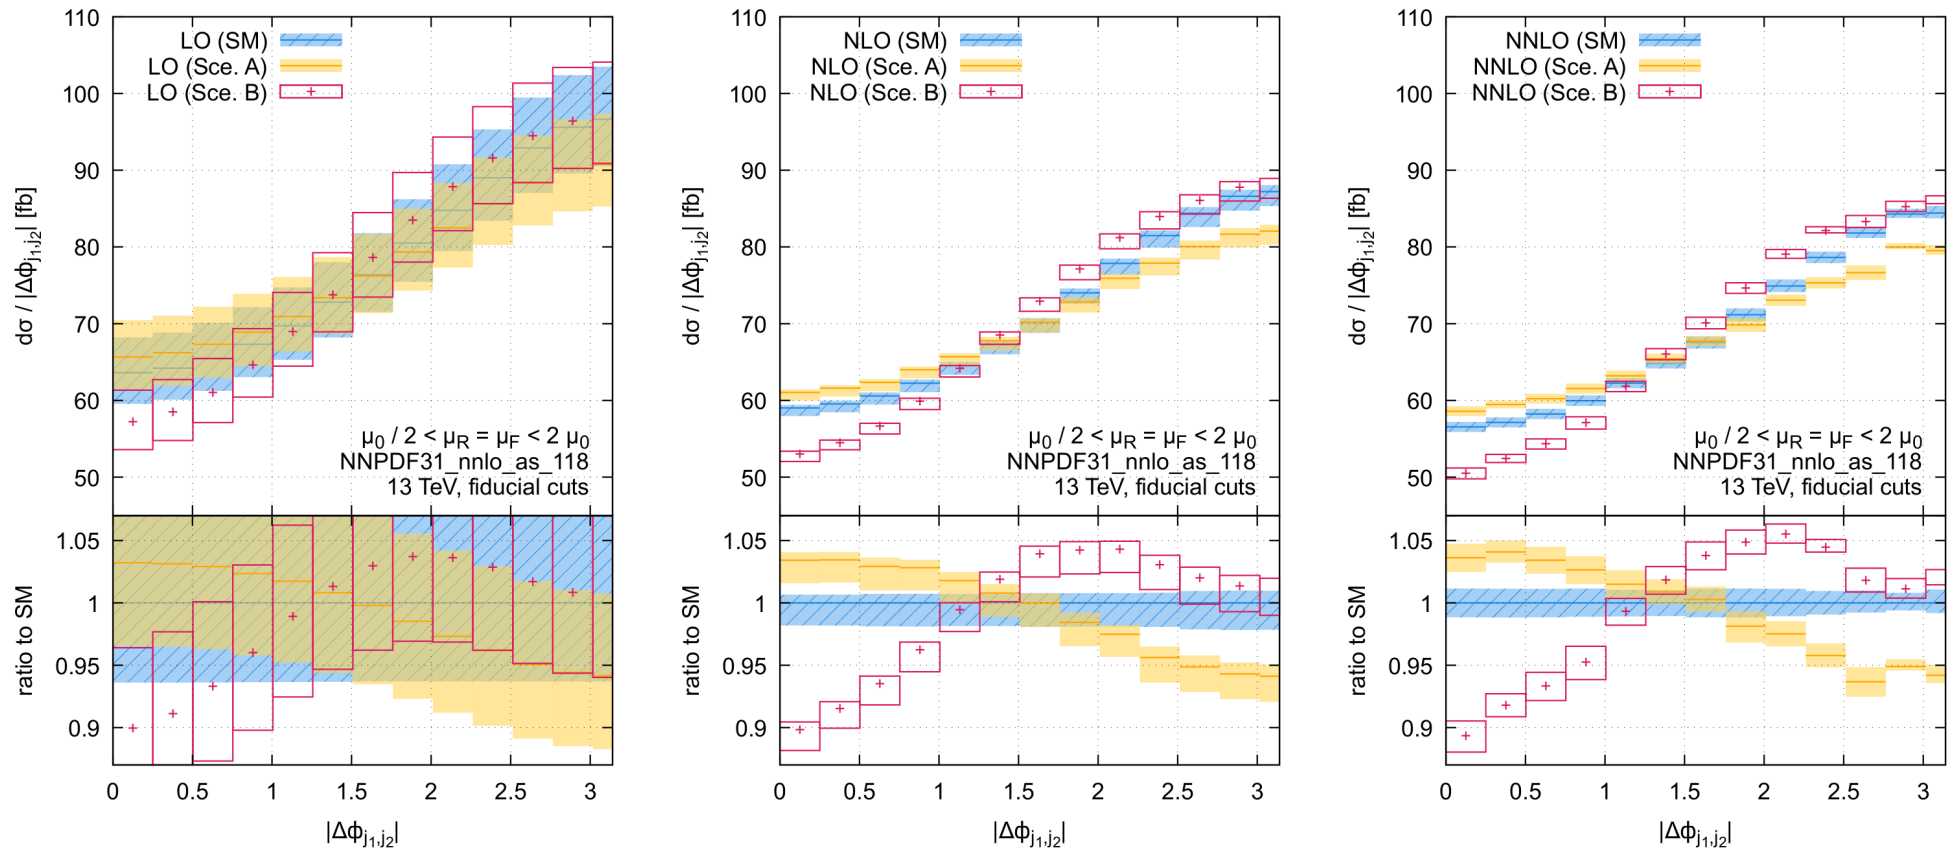 110
100
90
80
70
60
50
dσ / |Δϕj1,j2| [fb]
LO (SM)
LO (Sce. A)
LO (Sce. B)
μ0 / 2 < μR = μF < 2 μ0
NNPDF31_nnlo_as_118
13 TeV, fiducial cuts
1.05
1
0.95
0.9
ratio to SM
0 0.5 1 1.5 2 2.5 3
|Δϕj1,j2|
110
100
90
80
70
60
50
dσ / |Δϕj1,j2| [fb]
NLO (SM)
NLO (Sce. A)
NLO (Sce. B)
μ0 / 2 < μR = μF < 2 μ0
NNPDF31_nnlo_as_118
13 TeV, fiducial cuts
1.05
1
0.95
0.9
ratio to SM
0 0.5 1 1.5 2 2.5 3
|Δϕj1,j2|
110
100
90
80
70
60
50
dσ / |Δϕj1,j2| [fb]
NNLO (SM)
NNLO (Sce. A)
NNLO (Sce. B)
μ0 / 2 < μR = μF < 2 μ0
NNPDF31_nnlo_as_118
13 TeV, fiducial cuts
1.05
1
0.95
0.9
ratio to SM
0 0.5 1 1.5 2 2.5 3
|Δϕj1,j2|